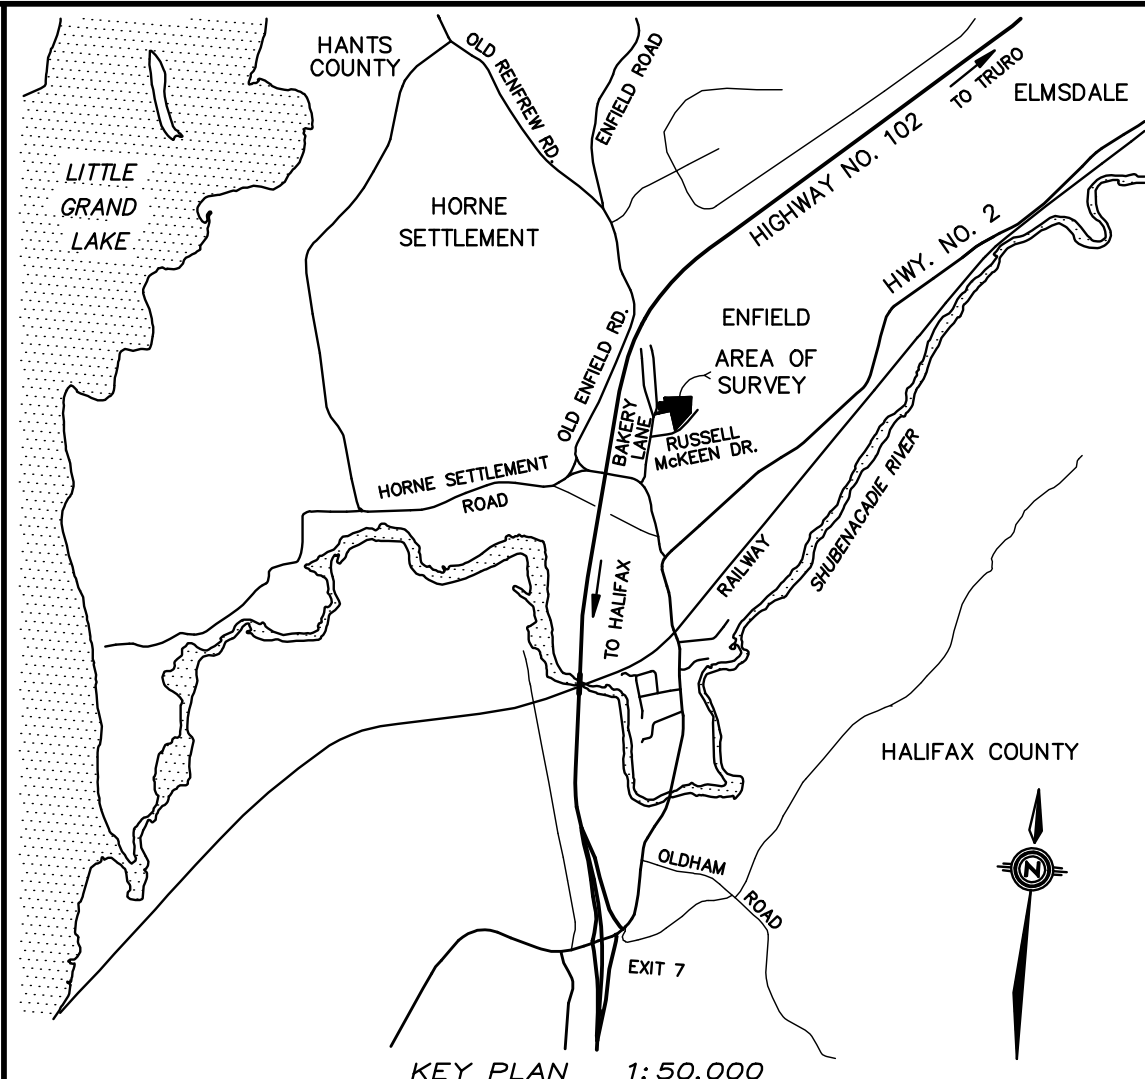 HANTS
COUNTY
OLD RENFREW RD.
ENFIELD ROAD
TO TRURO
ELMSDALE
HIGHWAY NO. 102
LITTLE
GRAND
LAKE
HORNE
SETTLEMENT
HWY. NO. 2
ENFIELD
AREA OF
SURVEY
OLD ENFIELD RD.
BAKERY
LANE
RUSSELL
McKEEN DR.
HORNE SETTLEMENT
ROAD
SHUBENACADIE RIVER
RAILWAY
TO HALIFAX
HALIFAX COUNTY
OLDHAM
ROAD
N
EXIT 7
KEY PLAN 1:50,000